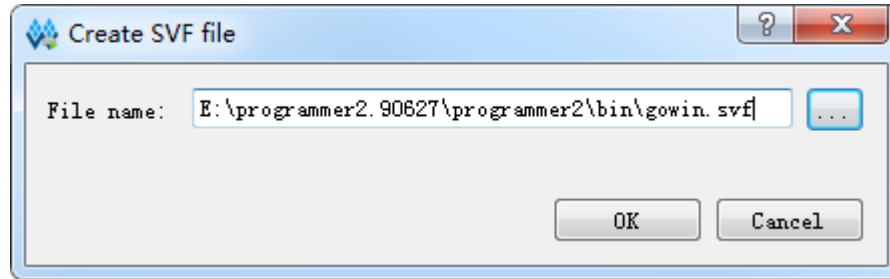 Create SVF file
File name: E:\programmer2.90627\programmer2\bin\gowin.svf ...
OK Cancel